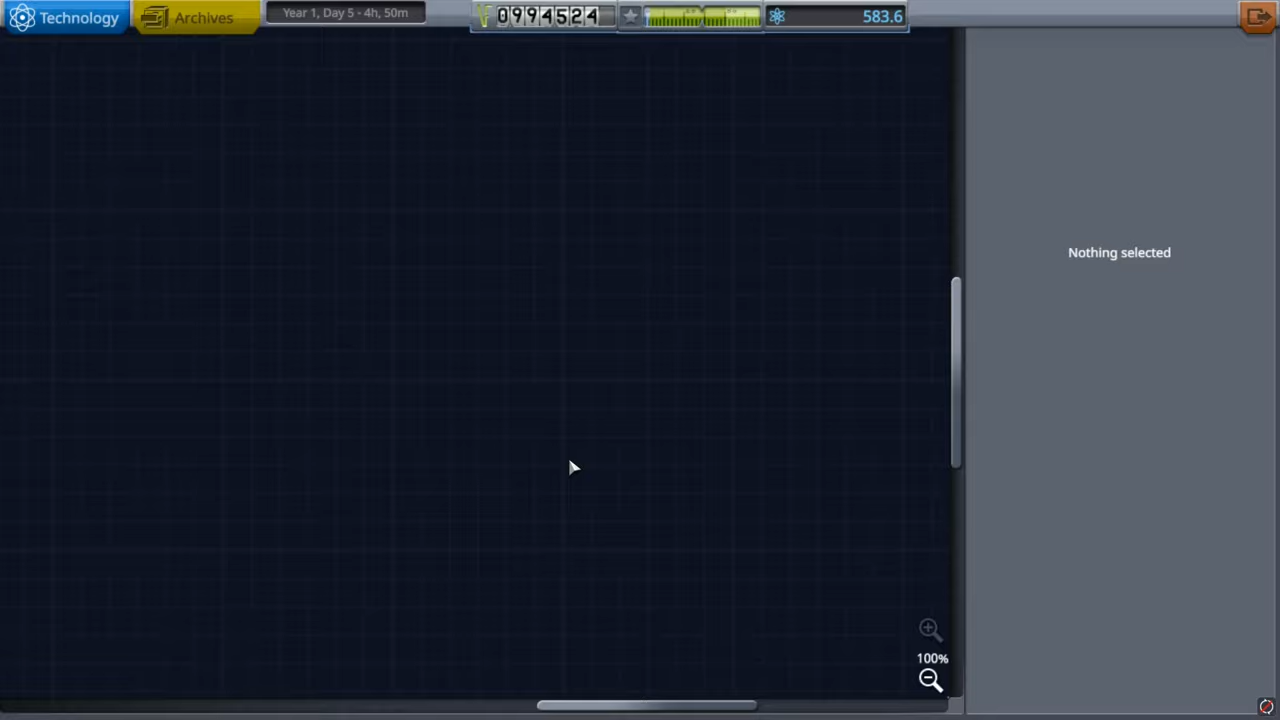 Technology
Archives
Year 1, Day 5 - 4h, 50m
0994524
583.6
Nothing selected
100%